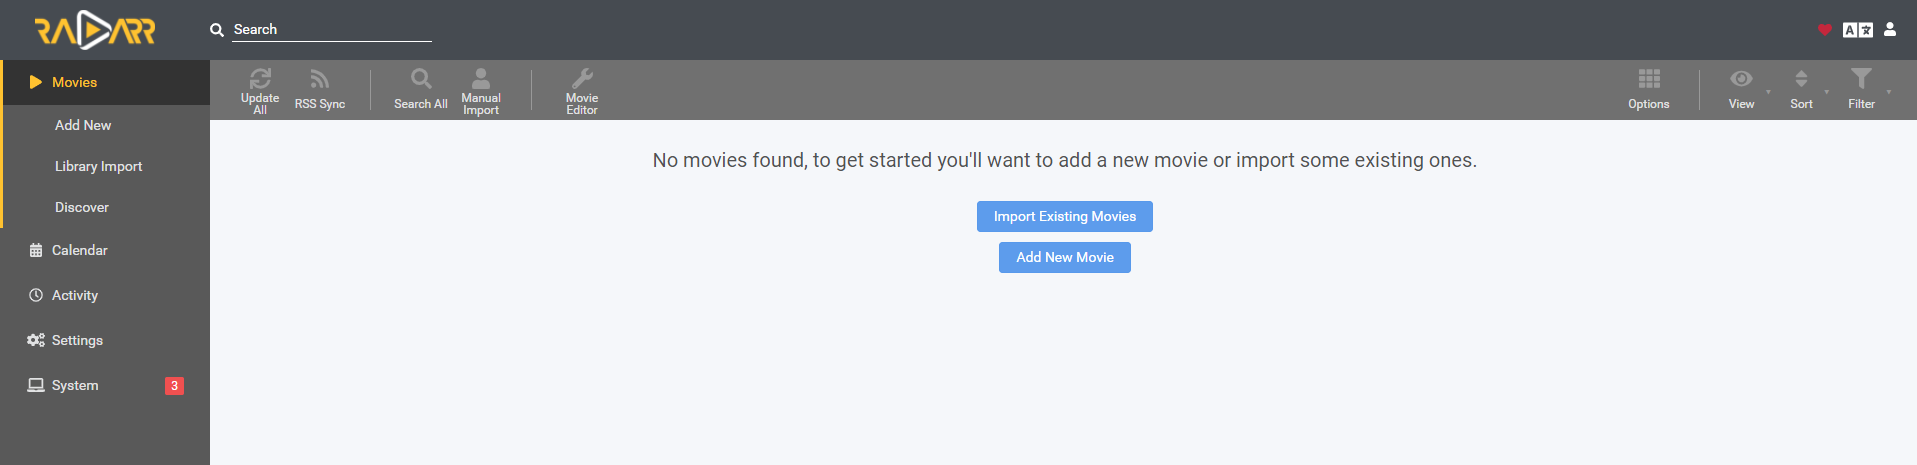 RADARR
Search
Movies
Add New
Library Import
Discover
Calendar
Activity
Settings
System 3
Update
All
RSS Sync
Search All
Manual
Import
Movie
Editor
Options
View
Sort
Filter
No movies found, to get started you'll want to add a new movie or import some existing ones.
Import Existing Movies
Add New Movie